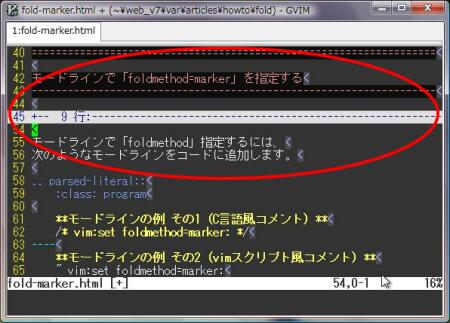 fold-marker.html + (~¥web_v7¥var¥articles¥howto¥fold) - GVIM
1:fold-marker.html
40 ----------------------------------------------------<
41 <
42 モードラインで「foldmethod=marker」を指定する<
43 ----------------------------------------------------<
44 <
45 +--  9 行:--------------------------------------------
54 <
55 モードラインで「foldmethod」指定するには、<
56 次のようなモードラインをコードに追加します。<
57 <
58 .. parsed-literal::<
59     :class: program<
60 <
61     **モードラインの例 その1 (C言語風コメント) **<
62     /* vim:set foldmethod=marker: */<
63 ----<
64     **モードラインの例 その2 (vimスクリプト風コメント) **<
65     " vim:set foldmethod=marker:<
fold-marker.html [+] 54,0-1 16%